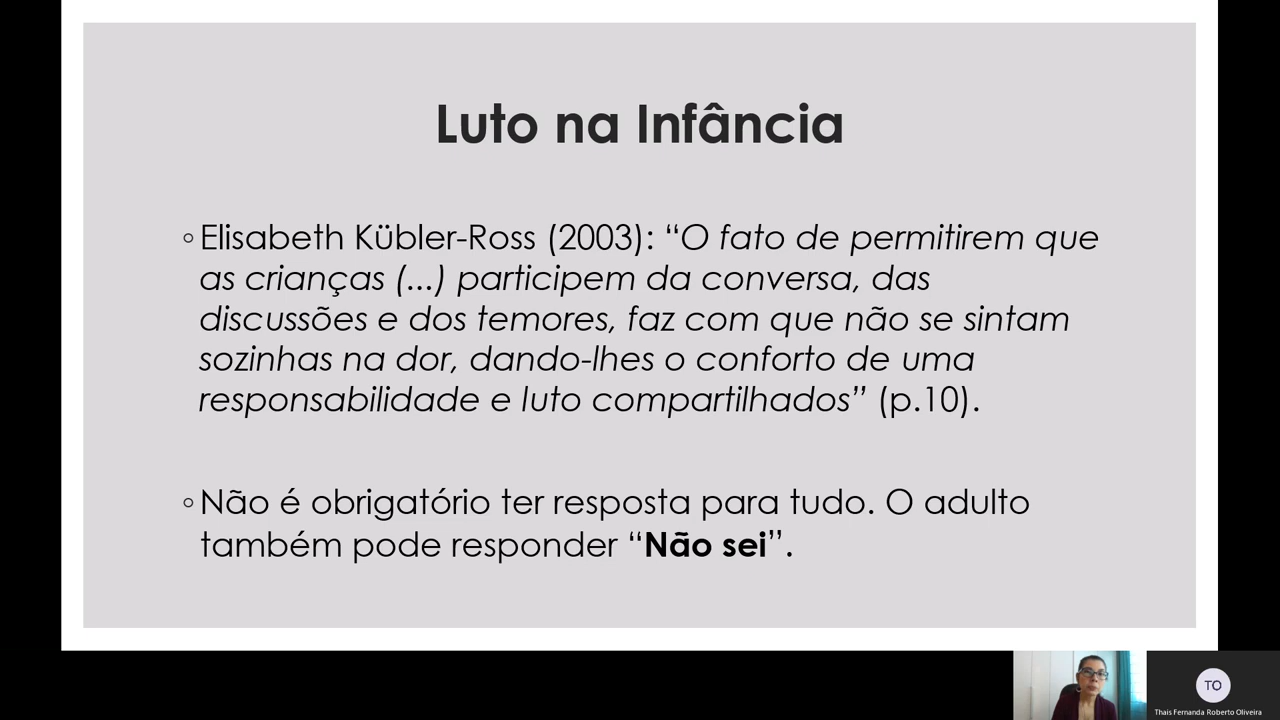 Luto na Infância
◦Elisabeth Kübler-Ross (2003): “O fato de permitirem que
as crianças (...) participem da conversa, das
discussões e dos temores, faz com que não se sintam
sozinhas na dor, dando-lhes o conforto de uma
responsabilidade e luto compartilhados” (p.10).
◦Não é obrigatório ter resposta para tudo. O adulto
também pode responder “Não sei”.
TO
Thais Fernanda Roberto Oliveira